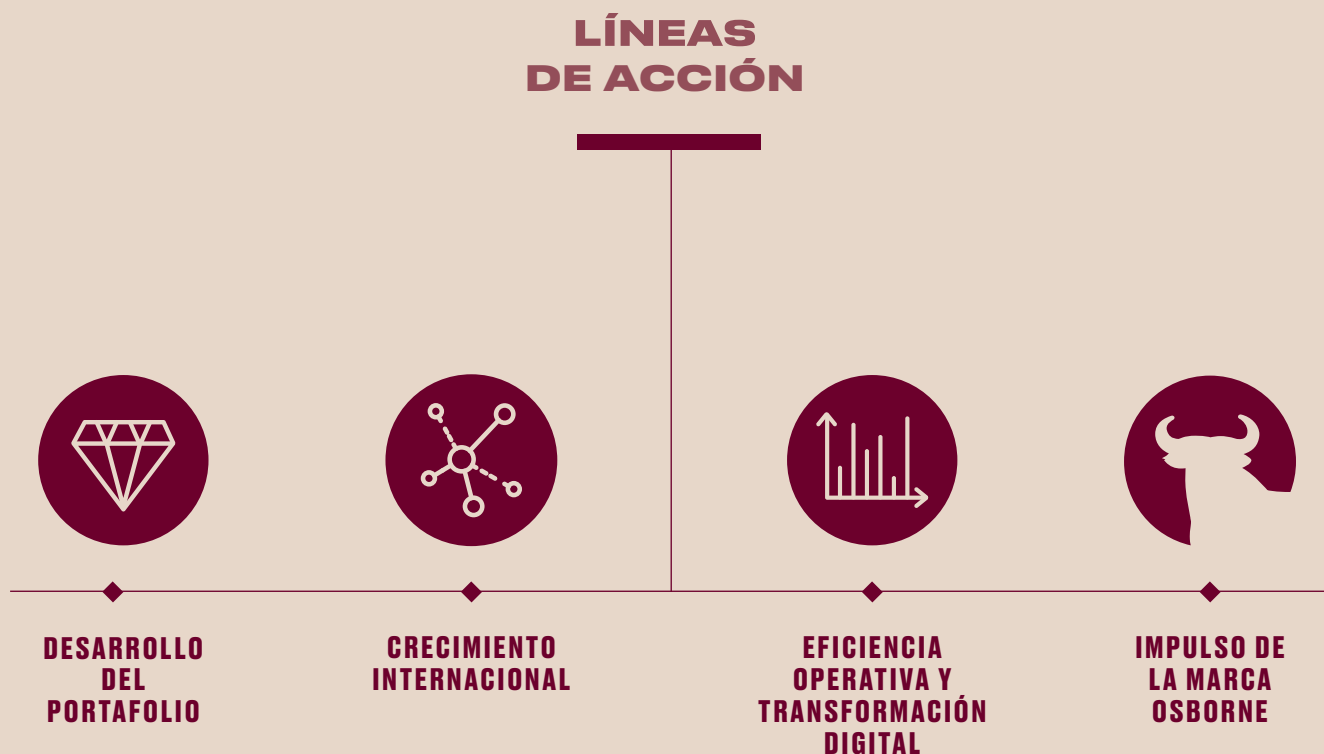 LÍNEAS
DE ACCIÓN
DESARROLLO
DEL
PORTAFOLIO
CRECIMIENTO
INTERNACIONAL
EFICIENCIA
OPERATIVA Y
TRANSFORMACIÓN
DIGITAL
IMPULSO DE
LA MARCA
OSBORNE